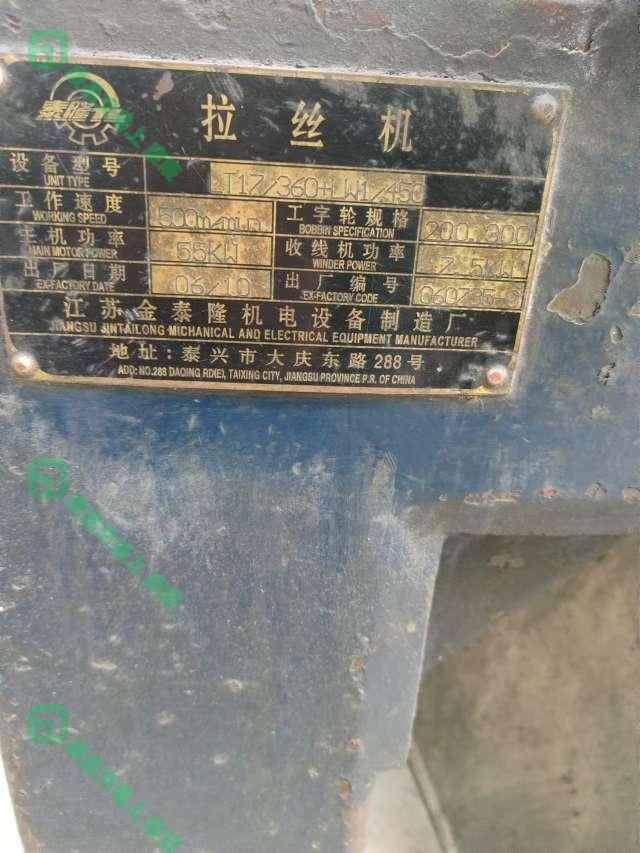 泰隆
拉丝机
设备型号 UNIT TYPE LT17/360+LW1/450
工作速度 WORKING SPEED 500m/min 工字轮规格 BOBBIN SPECIFICATION 200.300
主机功率 MAIN MOTOR POWER 55KW 收线机功率 WINDER POWER 7.5KW
出厂日期 EX-FACTORY DATE 06/10 出厂编号 EX-FACTORY CODE
江苏金泰隆机电设备制造厂
JIANGSU JINTAILONG MICHANICAL AND ELECTRICAL EQUIPMENT MANUFACTURER
地址:泰兴市大庆东路288号
ADD: NO.288 DAQING RD(E), TAIXING CITY, JIANGSU PROVINCE P.R. OF CHINA